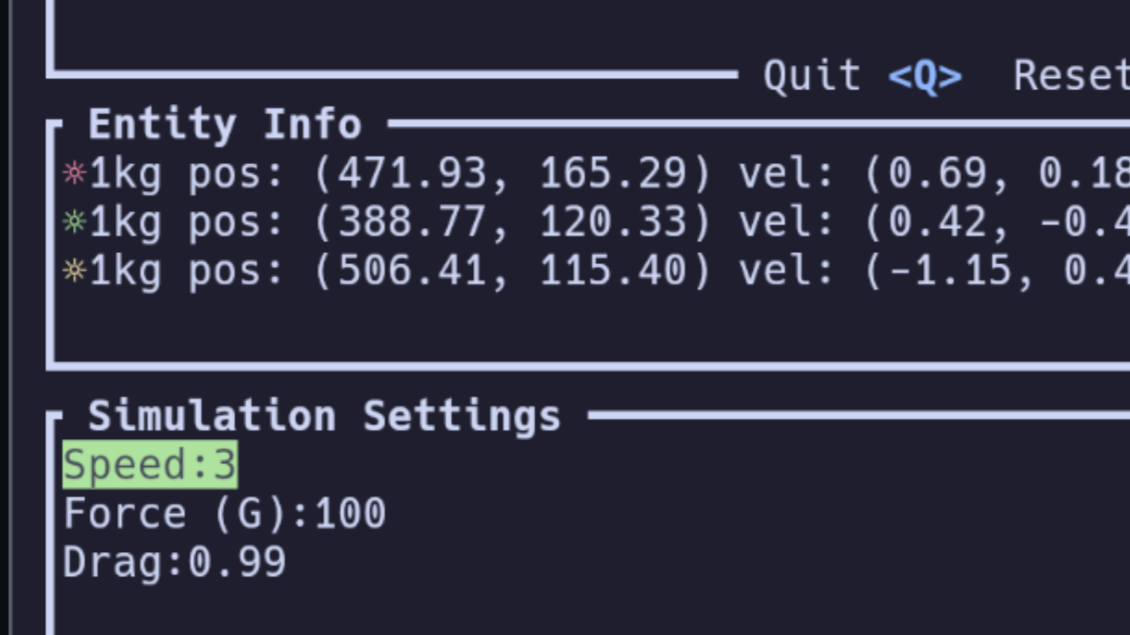 Quit <Q> Reset
Entity Info
☼1kg pos: (471.93, 165.29) vel: (0.69, 0.18
☼1kg pos: (388.77, 120.33) vel: (0.42, -0.4
☼1kg pos: (506.41, 115.40) vel: (-1.15, 0.4
Simulation Settings
Speed:3
Force (G):100
Drag:0.99